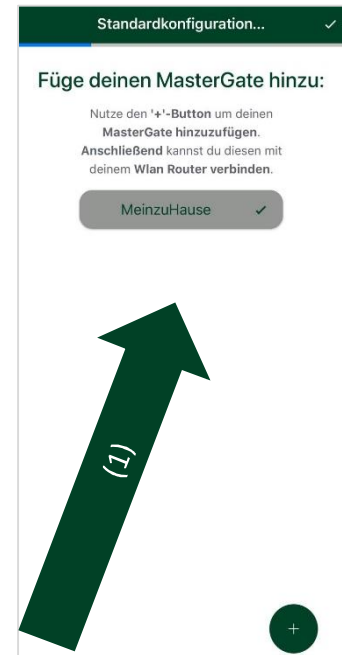 Standardkonfiguration...
Füge deinen MasterGate hinzu:
Nutze den '+'-Button um deinen
MasterGate hinzuzufügen.
Anschließend kannst du diesen mit
deinem Wlan Router verbinden.
MeinzuHause
(1)
+